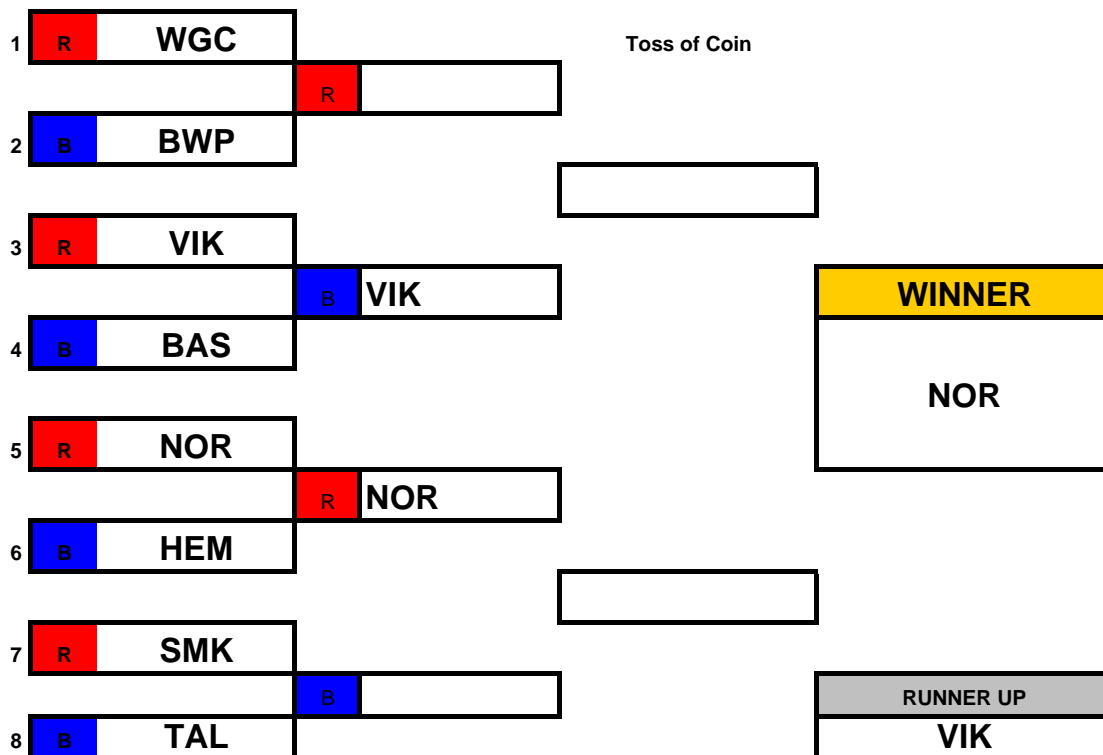 1 R WGC
Toss of Coin
R
2 B BWP
3 R VIK
B VIK
WINNER
4 B BAS
NOR
5 R NOR
R NOR
6 B HEM
7 R SMK
B
RUNNER UP
8 B TAL
VIK